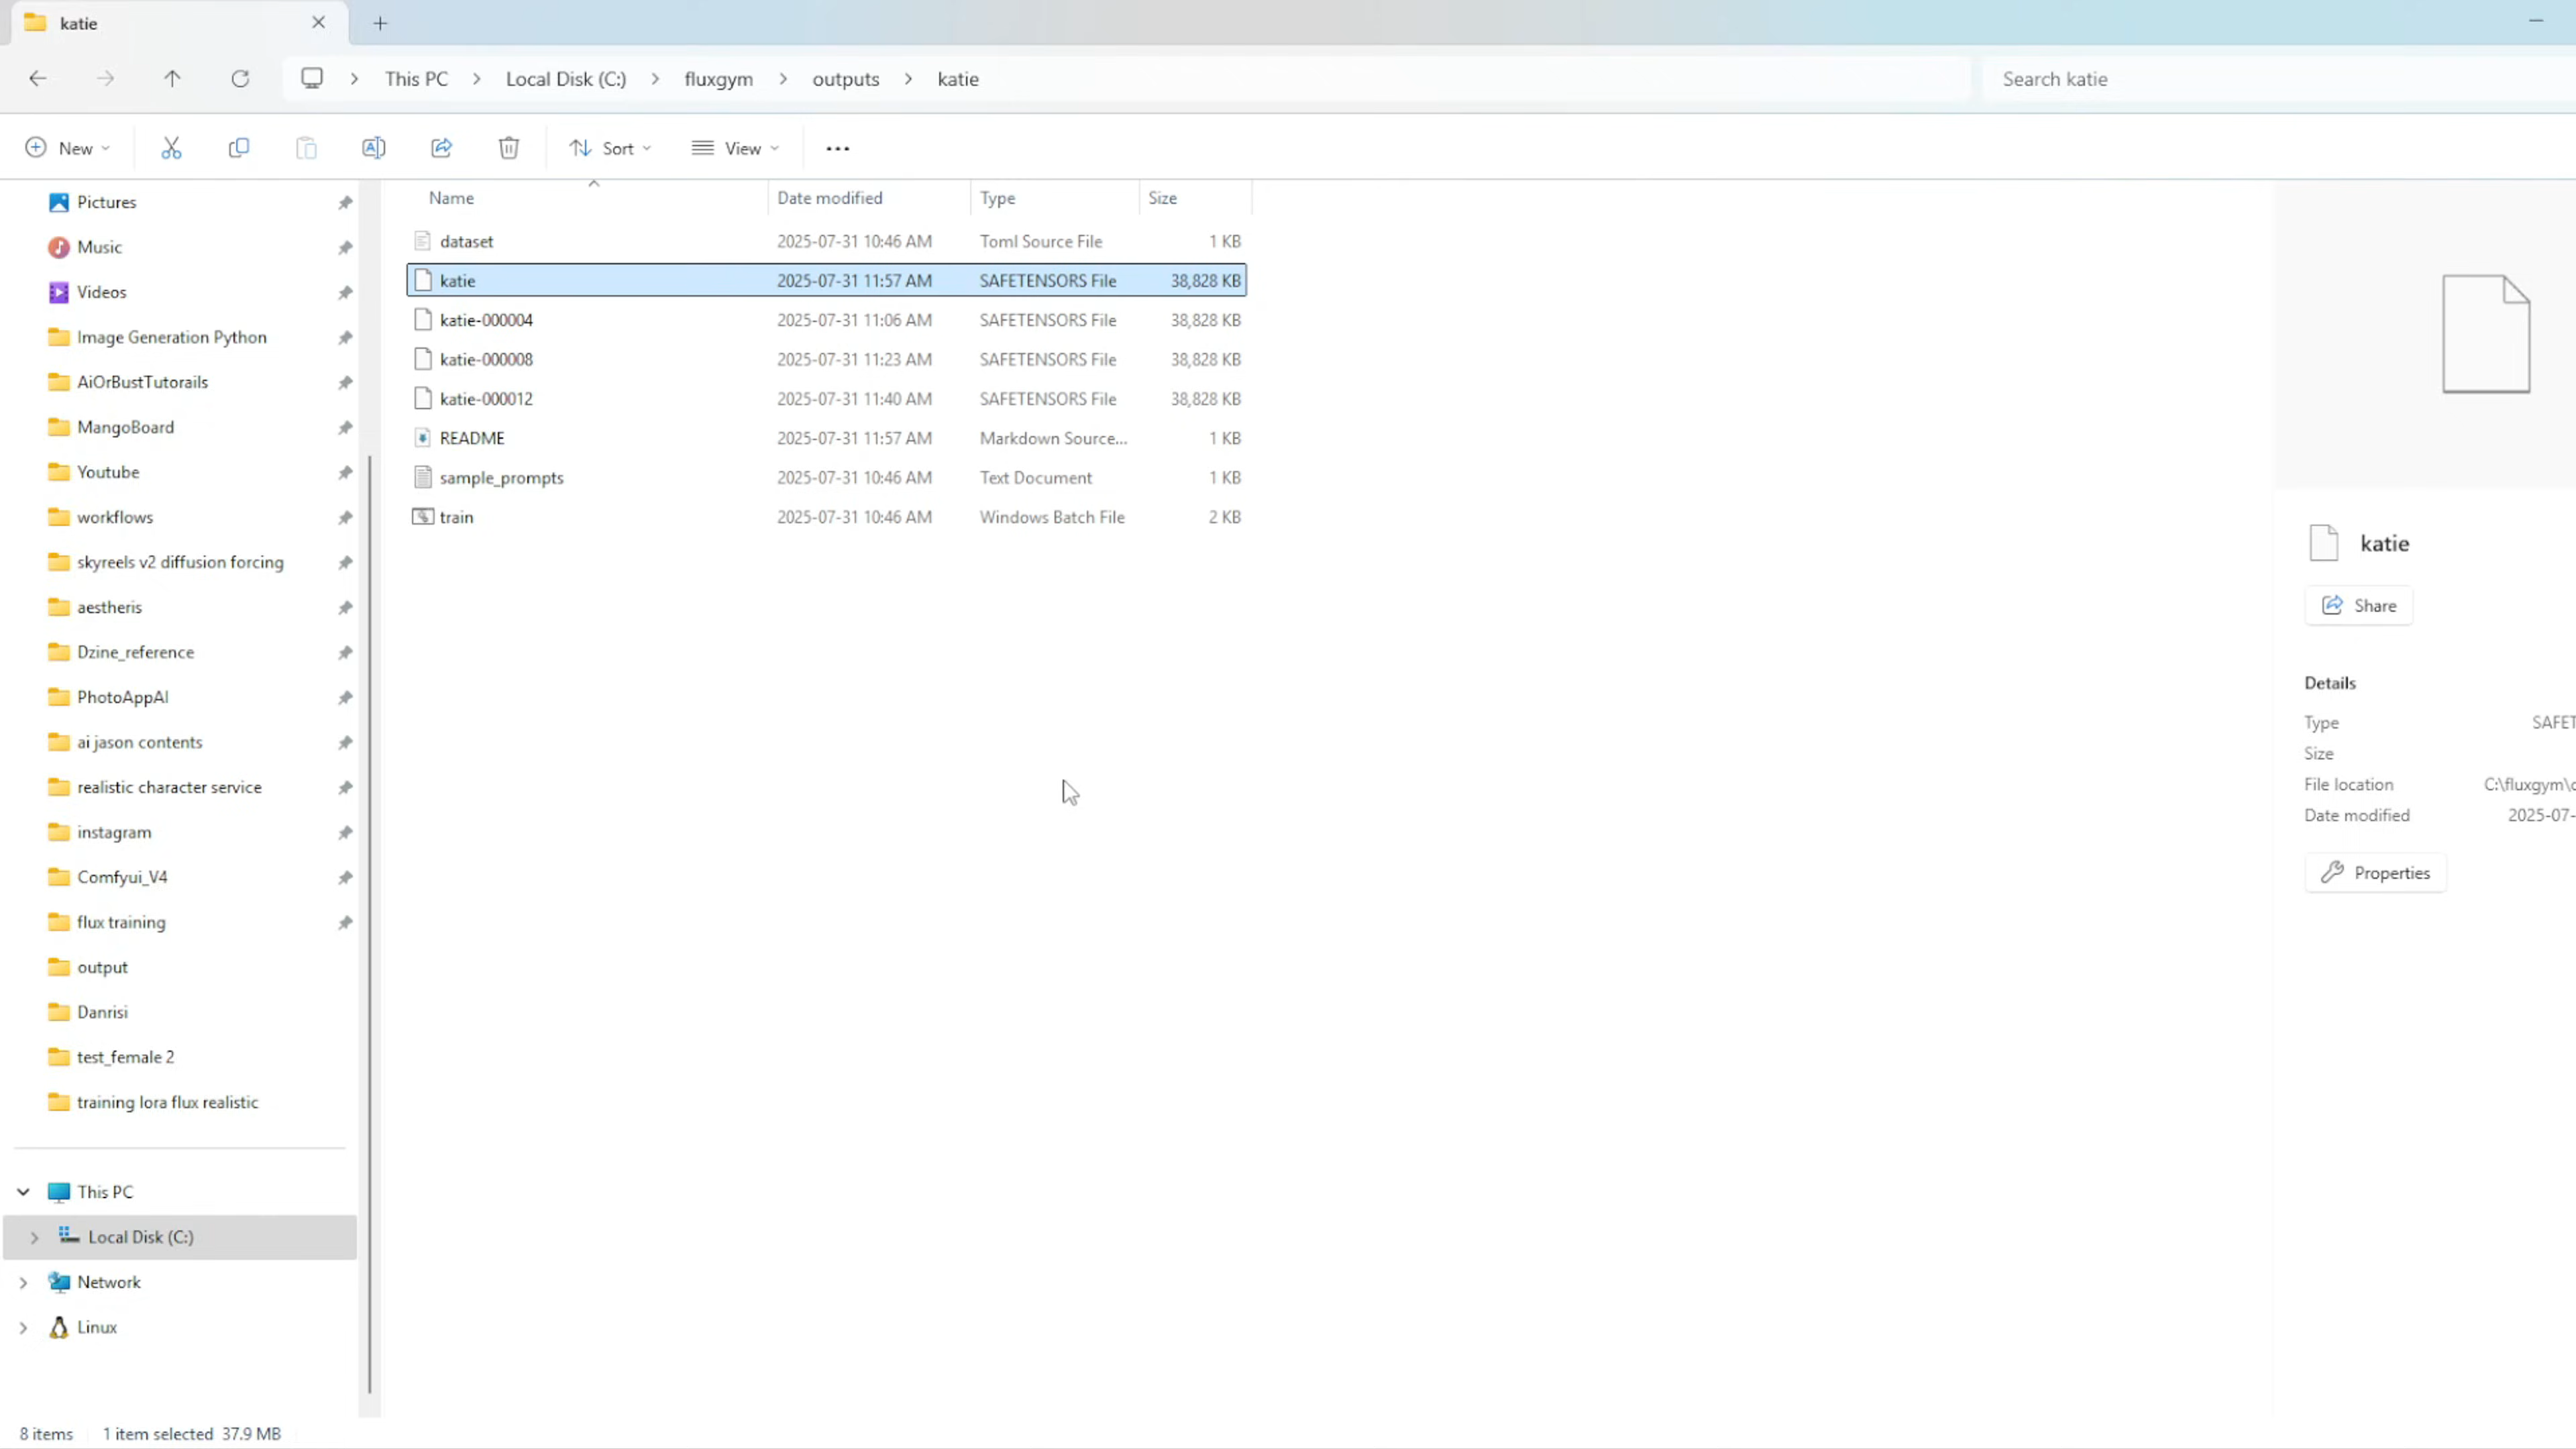 katie
This PC
Local Disk (C:)
fluxgym
outputs
katie
Search katie
New
Sort
View
Name
Date modified
Type
Size
dataset 2025-07-31 10:46 AM Toml Source File 1 KB
katie 2025-07-31 11:57 AM SAFETENSORS File 38,828 KB
katie-000004 2025-07-31 11:06 AM SAFETENSORS File 38,828 KB
katie-000008 2025-07-31 11:23 AM SAFETENSORS File 38,828 KB
katie-000012 2025-07-31 11:40 AM SAFETENSORS File 38,828 KB
README 2025-07-31 11:57 AM Markdown Source... 1 KB
sample_prompts 2025-07-31 10:46 AM Text Document 1 KB
train 2025-07-31 10:46 AM Windows Batch File 2 KB
Pictures
Music
Videos
Image Generation Python
AiOrBustTutorails
MangoBoard
Youtube
workflows
skyreels v2 diffusion forcing
aestheris
Dzine_reference
PhotoAppAI
ai jason contents
realistic character service
instagram
Comfyui_V4
flux training
output
Danrisi
test_female 2
training lora flux realistic
This PC
Local Disk (C:)
Network
Linux
katie
Share
Details
Type SAFET
Size
File location C:\fluxgym\
Date modified 2025-07-
Properties
8 items
1 item selected 37.9 MB